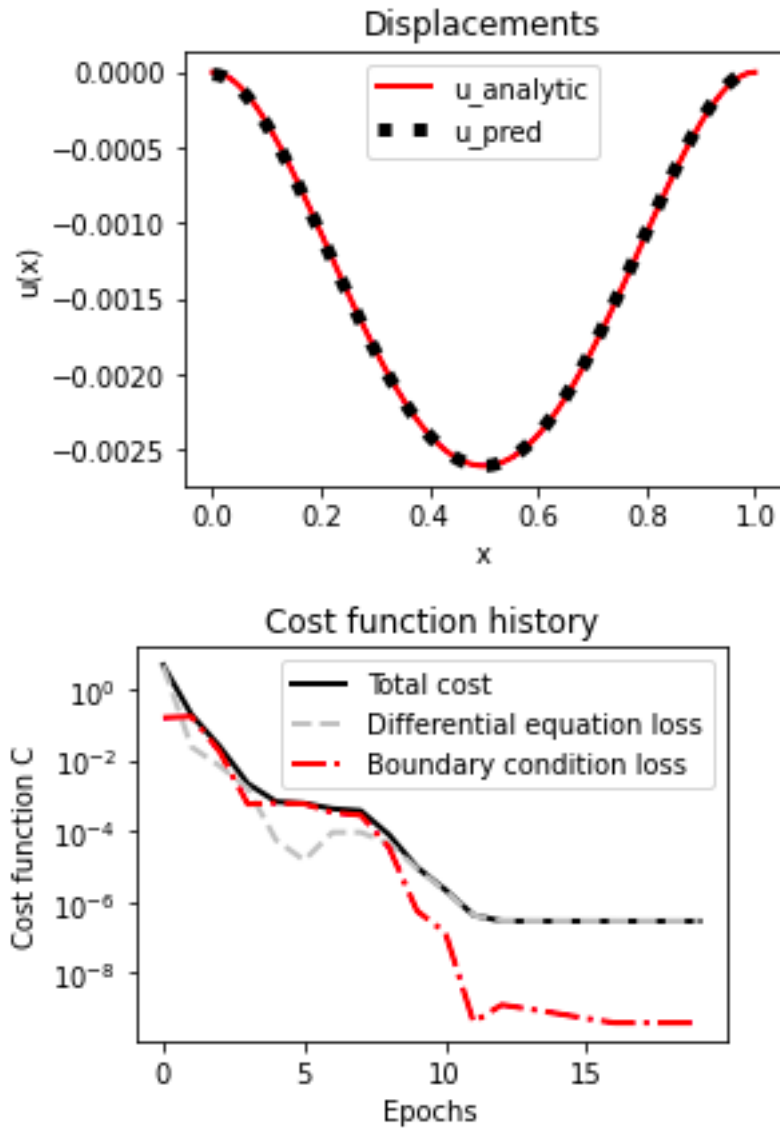 Displacements
u_analytic
u_pred
0.0000
−0.0005
−0.0010
−0.0015
−0.0020
−0.0025
u(x)
0.0 0.2 0.4 0.6 0.8 1.0
x
Cost function history
Total cost
Differential equation loss
Boundary condition loss
10⁰
10⁻²
10⁻⁴
10⁻⁶
10⁻⁸
Cost function C
0 5 10 15
Epochs